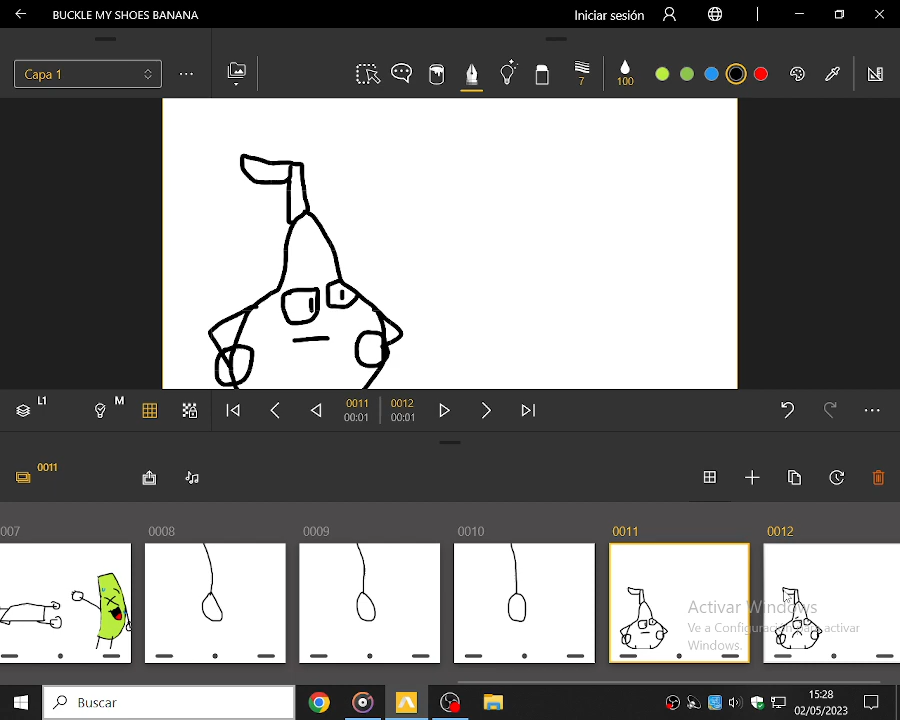 BUCKLE MY SHOES BANANA
Iniciar sesión
Capa 1
7
100
L1
M
0011
00:01
0012
00:01
0011
007
0008
0009
0010
0011
0012
Activar Windows
Ve a Configuración para activar
Windows.
Buscar
15:28
02/05/2023